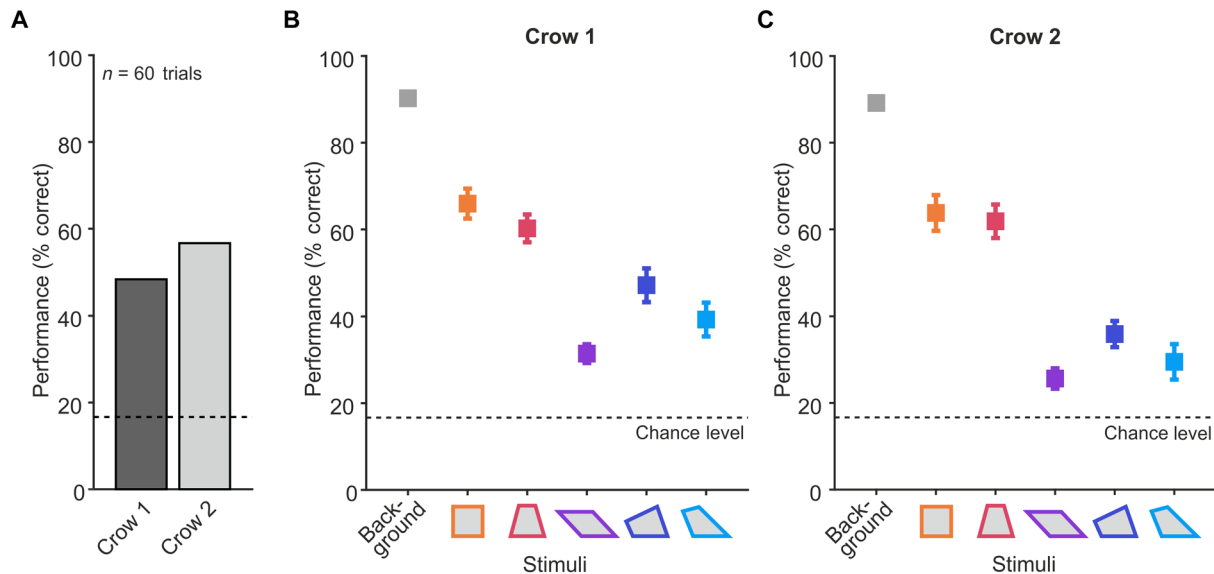 A
Performance (% correct)
100
80
60
40
20
0
n = 60 trials
Crow 1
Crow 2
B
Crow 1
Performance (% correct)
100
80
60
40
20
0
Chance level
Back-
ground
Stimuli
C
Crow 2
Performance (% correct)
100
80
60
40
20
0
Chance level
Back-
ground
Stimuli